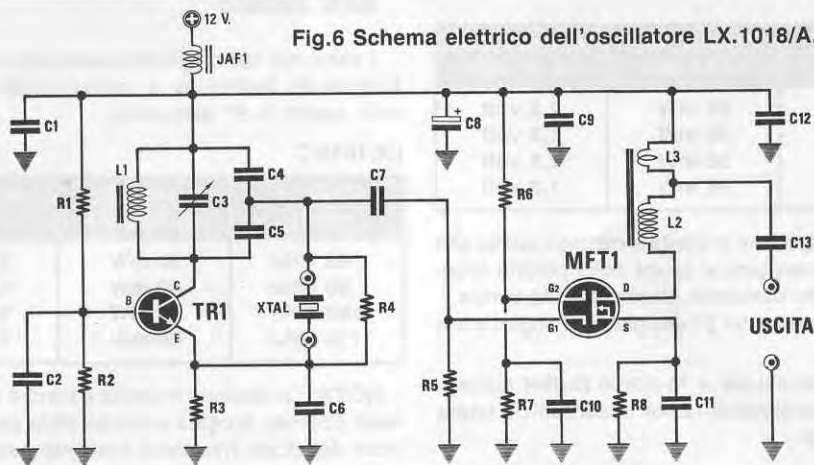 12 V.
Fig.6 Schema elettrico dell'oscillatore LX.1018/A.
JAF1
C1
R1
L1
C3
C4
C5
C7
C8
C9
C12
R6
L3
L2
C13
MFT1
G2
D
G1
S
USCITA
B
C
E
TR1
XTAL
R4
C2
R2
R3
C6
R5
R7
C10
R8
C11